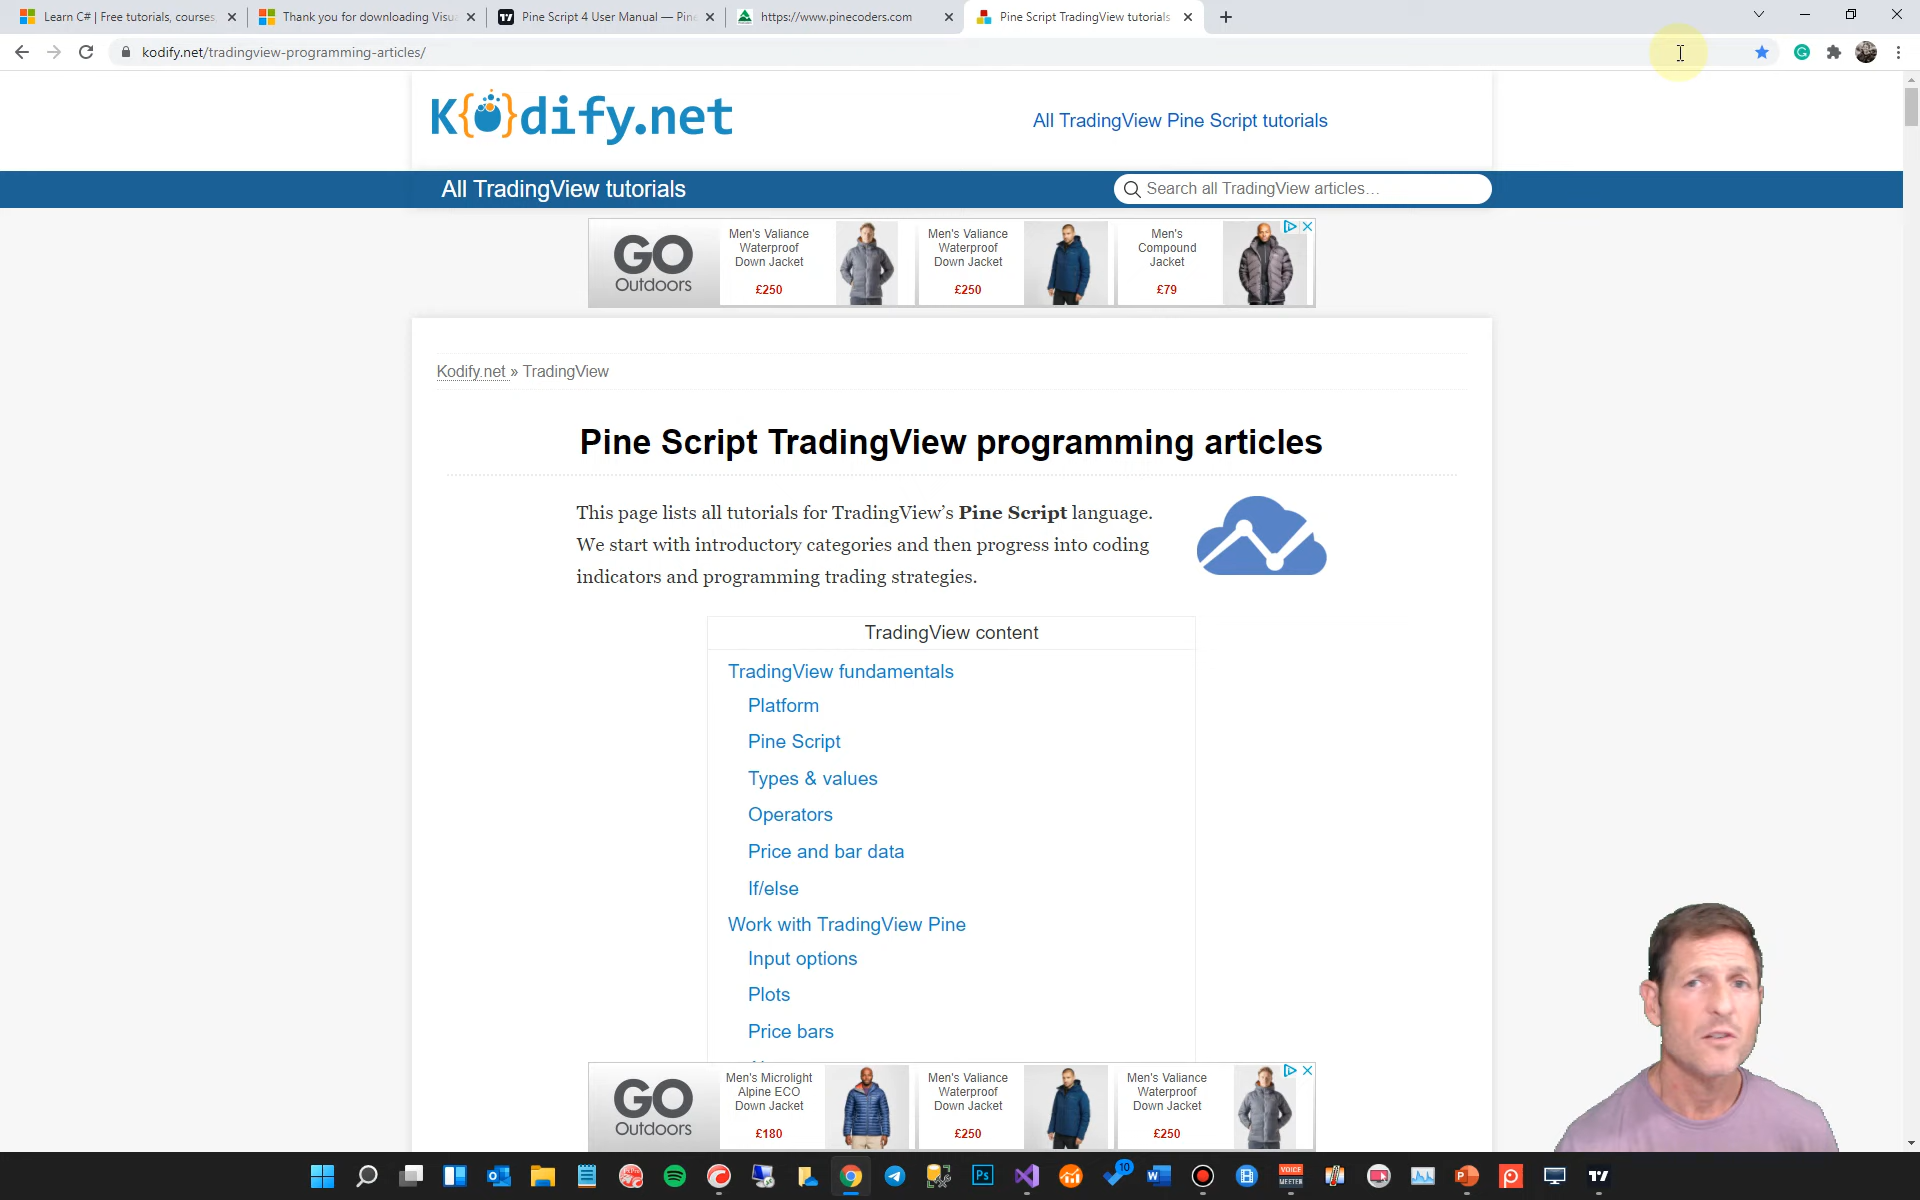 Learn C# | Free tutorials, courses,
Thank you for downloading Visua
Pine Script 4 User Manual — Pine
https://www.pinecoders.com
Pine Script TradingView tutorials
kodify.net/tradingview-programming-articles/
K{}dify.net
All TradingView Pine Script tutorials
All TradingView tutorials
Search all TradingView articles…
GO
Outdoors
Men's Valiance
Waterproof
Down Jacket
£250
Men's Valiance
Waterproof
Down Jacket
£250
Men's
Compound
Jacket
£79
Kodify.net » TradingView
Pine Script TradingView programming articles
This page lists all tutorials for TradingView’s Pine Script language.
We start with introductory categories and then progress into coding
indicators and programming trading strategies.
TradingView content
TradingView fundamentals
Platform
Pine Script
Types & values
Operators
Price and bar data
If/else
Work with TradingView Pine
Input options
Plots
Price bars
GO
Outdoors
Men's Microlight
Alpine ECO
Down Jacket
£180
Men's Valiance
Waterproof
Down Jacket
£250
Men's Valiance
Waterproof
Down Jacket
£250
10
VOICE
MEETER